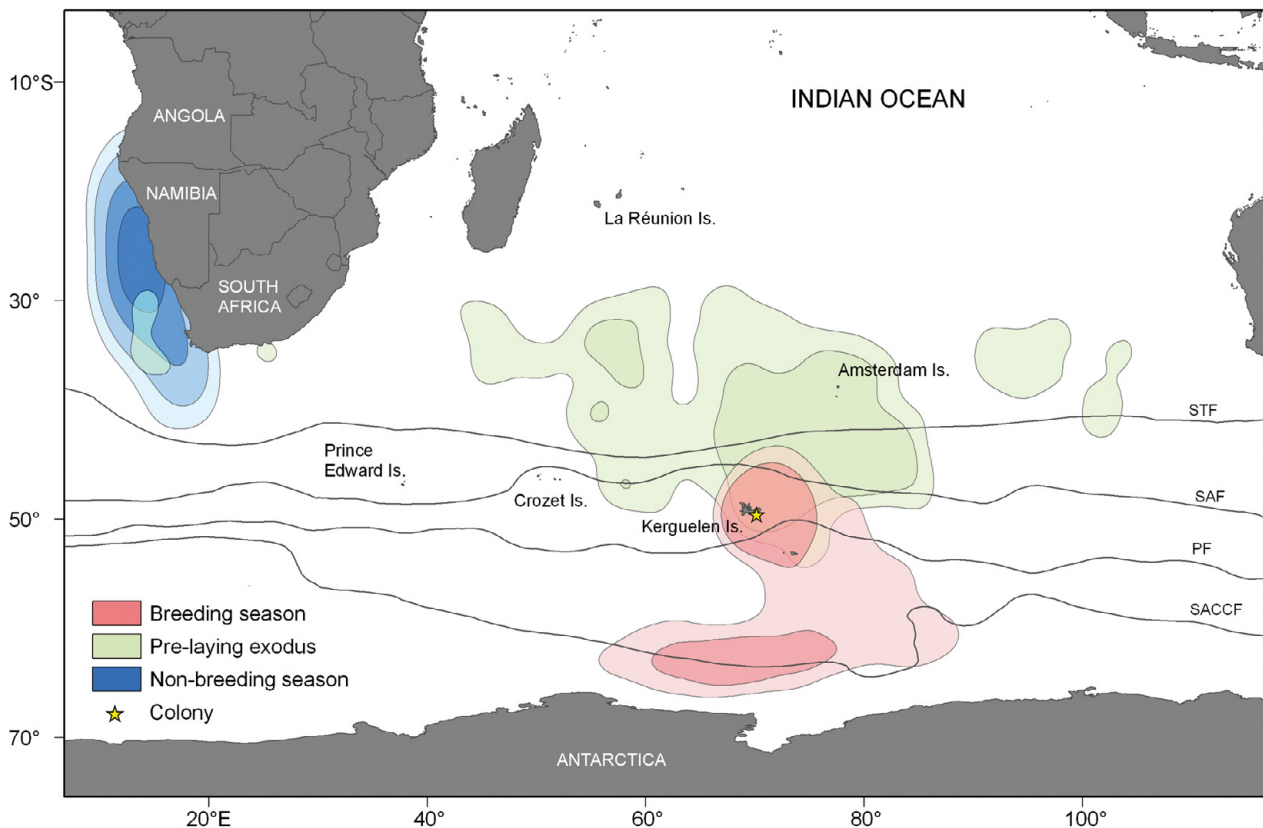 10°S
30°
50°
70°
20°E
40°
60°
80°
100°
INDIAN OCEAN
ANGOLA
NAMIBIA
SOUTH
AFRICA
La Réunion Is.
Amsterdam Is.
STF
Prince
Edward Is.
Crozet Is.
SAF
Kerguelen Is.
PF
SACCF
Breeding season
Pre-laying exodus
Non-breeding season
Colony
ANTARCTICA